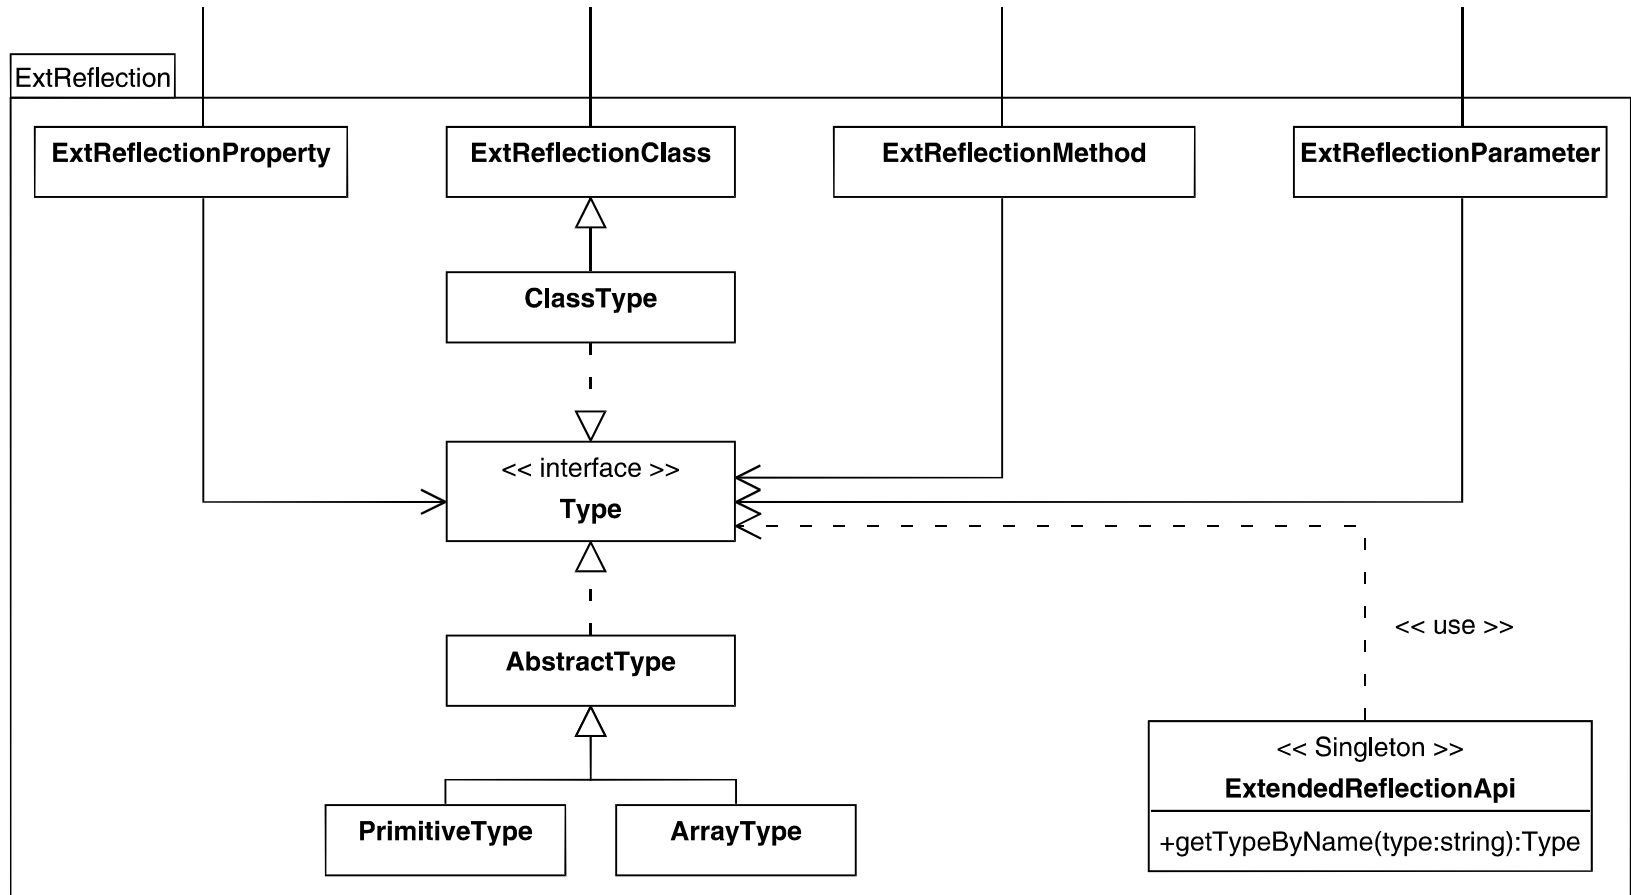 ExtReflection
ExtReflectionProperty
ExtReflectionClass
ExtReflectionMethod
ExtReflectionParameter
ClassType
<< interface >>
Type
AbstractType
<< use >>
<< Singleton >>
ExtendedReflectionApi
PrimitiveType
ArrayType
+getTypeByName(type:string):Type